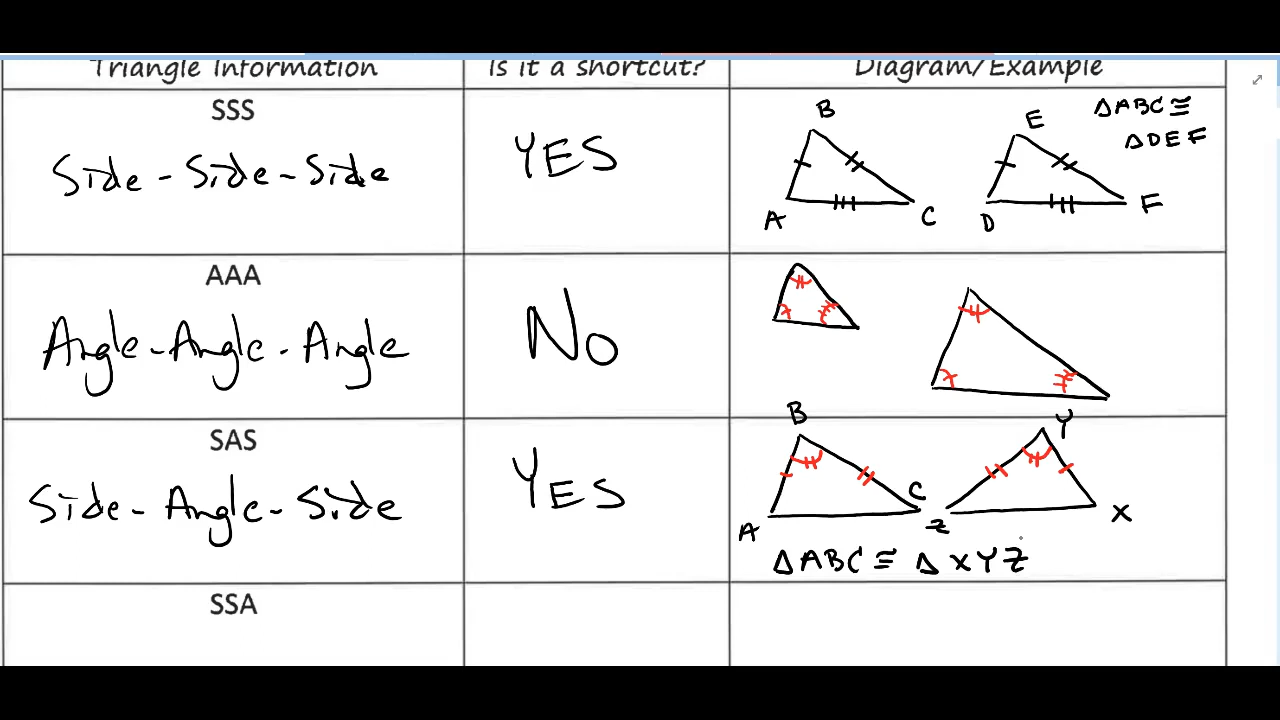 Triangle Information
Is it a shortcut?
Diagram/Example
SSS
Side - Side - Side
YES
B
A
C
E
D
F
ΔABC ≅
ΔDEF
AAA
Angle - Angle - Angle
No
SAS
Side - Angle - Side
YES
B
A
C
Y
Z
X
ΔABC ≅ ΔXYZ
SSA